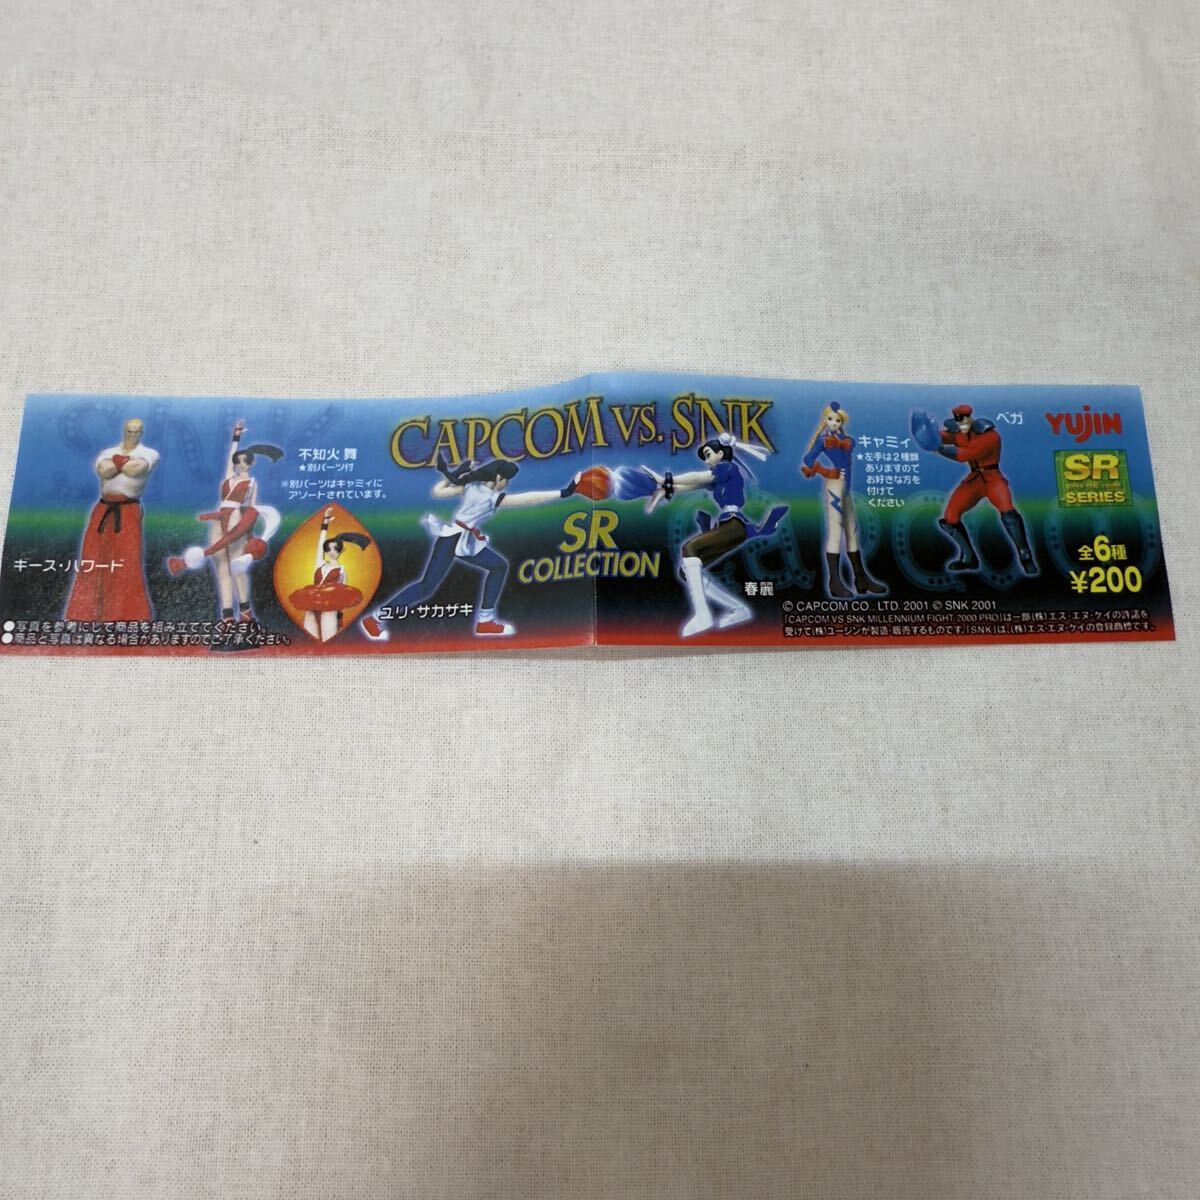 SNK
CAPCOM VS. SNK
SR
COLLECTION
ギース・ハワード
不知火 舞
★別パーツ付
※別パーツはキャミィに
アソートされています。
ユリ・サカザキ
春麗
キャミィ
★左手は2種類
ありますので
お好きな方を
付けて
ください
ベガ
YUJIN
SR
SUPER REAL FIGURE
SERIES
全6種
¥200
capcom
●写真を参考にして商品を組み立ててください。
●商品と写真は異なる場合がありますのでご了承ください。
© CAPCOM CO., LTD. 2001 © SNK 2001
「CAPCOM VS SNK MILLENNIUM FIGHT 2000 PRO」は一部(株)エス・エヌ・ケイの許諾を
受けて(株)ユージンが製造・販売するものです。「SNK」は、(株)エス・エヌ・ケイの登録商標です。